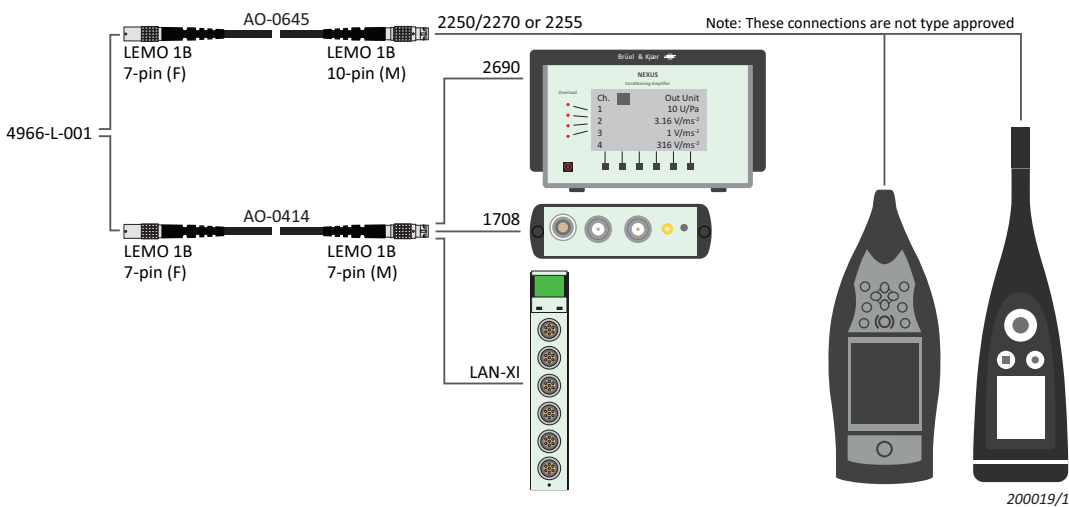 AO-0645
2250/2270 or 2255
Note: These connections are not type approved
LEMO 1B
7-pin (F)
LEMO 1B
10-pin (M)
2690
Brüel & Kjær
NEXUS
Conditioning Amplifier
Overload
Ch. Out Unit
1 10 U/Pa
2 3.16 V/ms⁻²
3 1 V/ms⁻²
4 316 V/ms⁻²
4966-L-001
AO-0414
1708
LEMO 1B
7-pin (F)
LEMO 1B
7-pin (M)
LAN-XI
200019/1